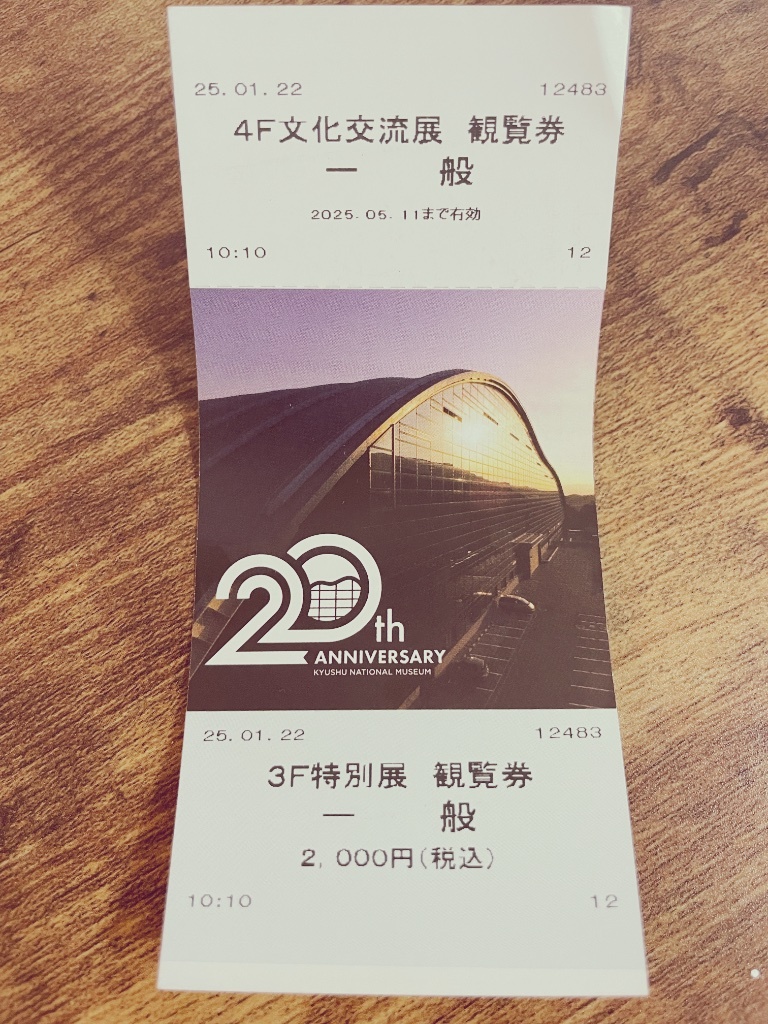 25.01.22 12483
4F文化交流展 観覧券
一 般
2025.05.11まで有効
10:10 12
20th
ANNIVERSARY
KYUSHU NATIONAL MUSEUM
25.01.22 12483
3F特別展 観覧券
一 般
2,000円(税込)
10:10 12